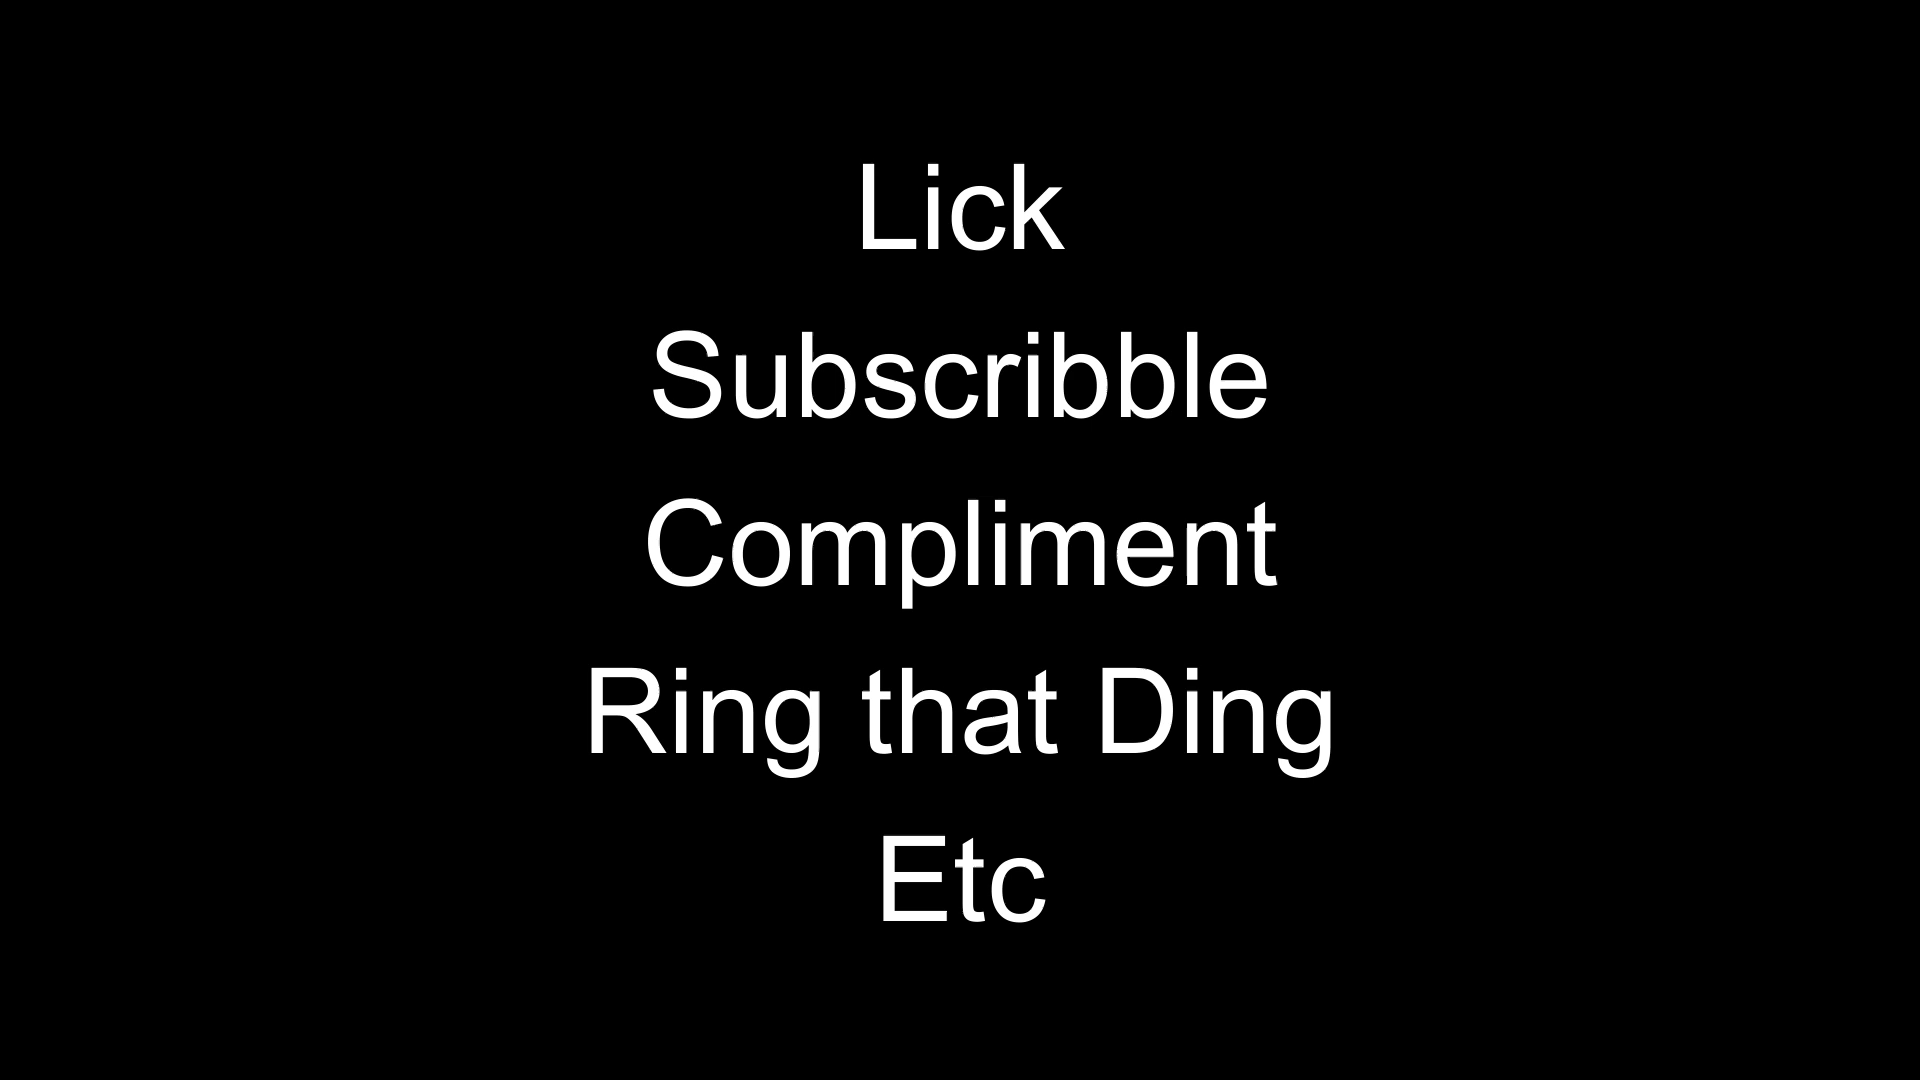 Lick
Subscribble
Compliment
Ring that Ding
Etc